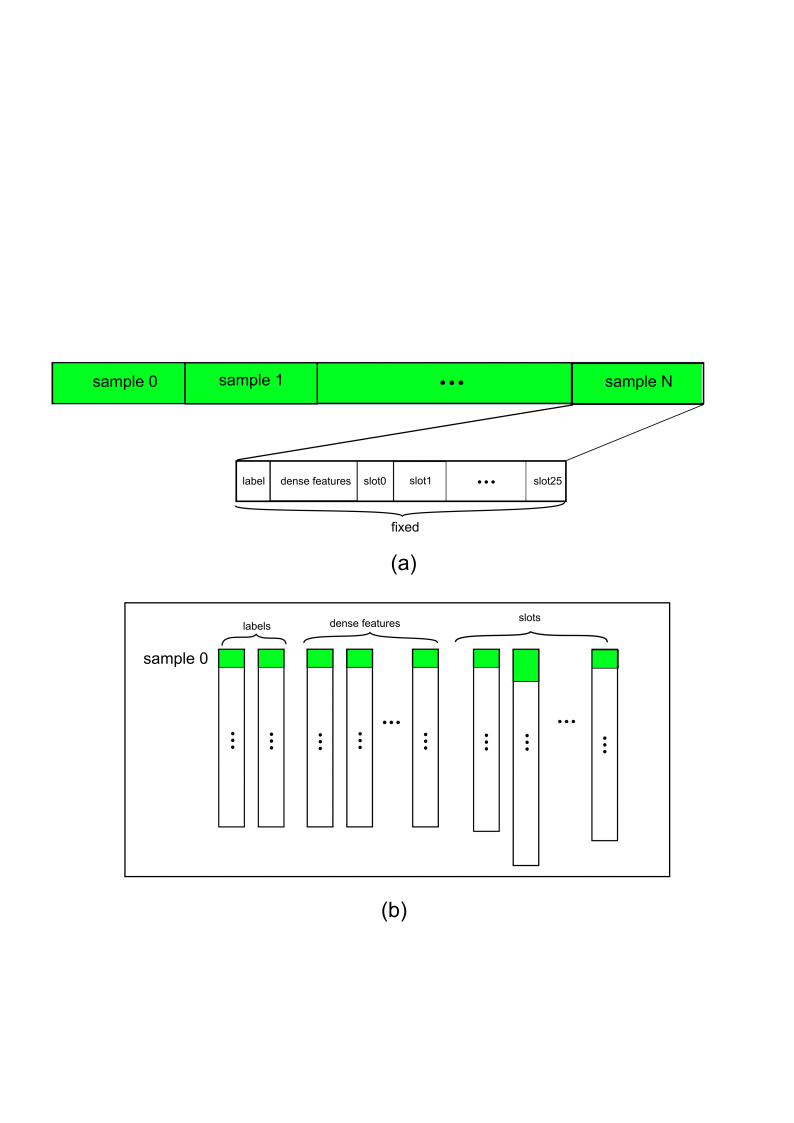 sample 0 sample 1 ••• sample N
label dense features slot0 slot1 ••• slot25
fixed
(a)
labels dense features slots
sample 0
(b)